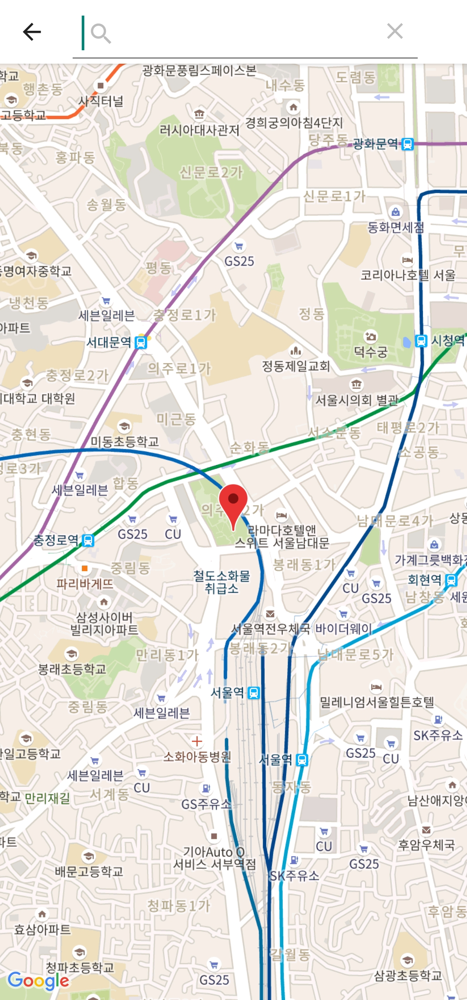 광화문풍림스페이스본
학교
행촌동
내수동
도렴동
사직터널
고등학교
러시아대사관저
경희궁의아침4단지
당주동
광화문역
북동
홍파동
신문로2가
신문로1가
송월동
동화면세점
GS25
무
평동
코리아나호텔 서울
명여자중학교
냉천동
세븐일레븐
충정로1가
정동
아파트
서대문역
시청역
덕수궁
정동제일교회
의주로1가
충정로2가
대학교 대학원
서울시의회 별관
미근동
충현동
미동초등학교
서소문동
태평로2가
순화동
소공동
정로3가
세븐일레븐
합동
의주로2가
남대문로4가
GS25
CU
라마다호텔앤
스위트 서울남대문
상동
충정로역
가계그릇백화점
중림동
봉래동1가
파리바게뜨
철도소화물
취급소
CU
GS25
회현역
남창동
세운
삼성사이버
빌리지아파트
서울역전우체국
바이더웨이
회
봉래동2가
만리동1가
남대문로5가
봉래초등학교
서울역
중림동
세븐일레븐
밀레니엄서울힐튼호텔
SK주유소
한일고등학교
소화아동병원
서울역
GS25
CU
세븐일레븐
CU
동자동
학교
만리재길
서계동
GS주유소
남산애지앙
파트
CU
후암우체국
기아Auto Q
서비스 서부역점
GS25
배문고등학교
SK주유소
청파동1가
후암동
효삼아파트
갈월동
청파초등학교
GS25
삼광초등학교
Google